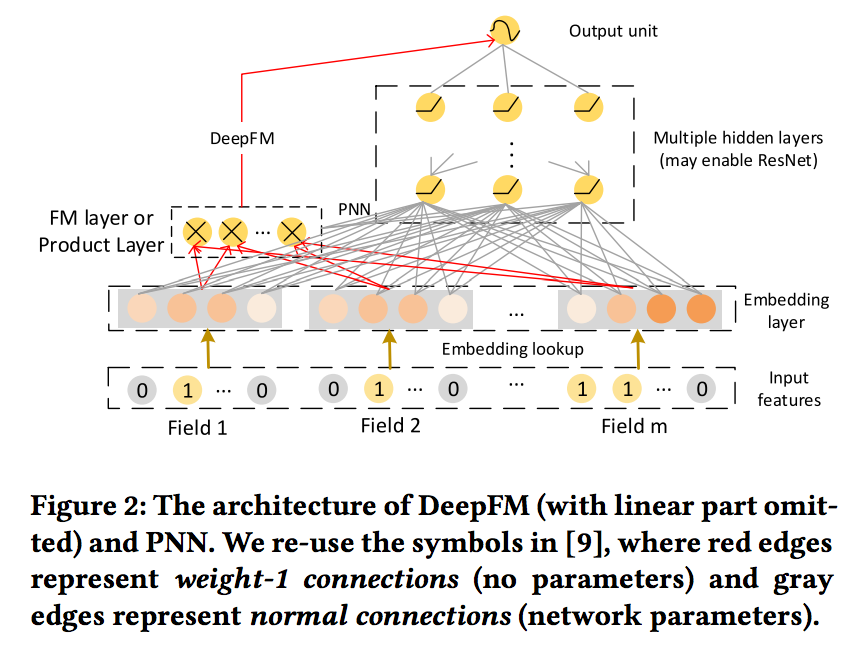 Output unit
DeepFM
Multiple hidden layers
(may enable ResNet)
FM layer or
Product Layer
PNN
...
...
Embedding
layer
Embedding lookup
0 1 ... 0
0 1 ... 0
...
1 1 ... 0
Input
features
Field 1
Field 2
Field m
Figure 2: The architecture of DeepFM (with linear part omit-
ted) and PNN. We re-use the symbols in [9], where red edges
represent weight-1 connections (no parameters) and gray
edges represent normal connections (network parameters).